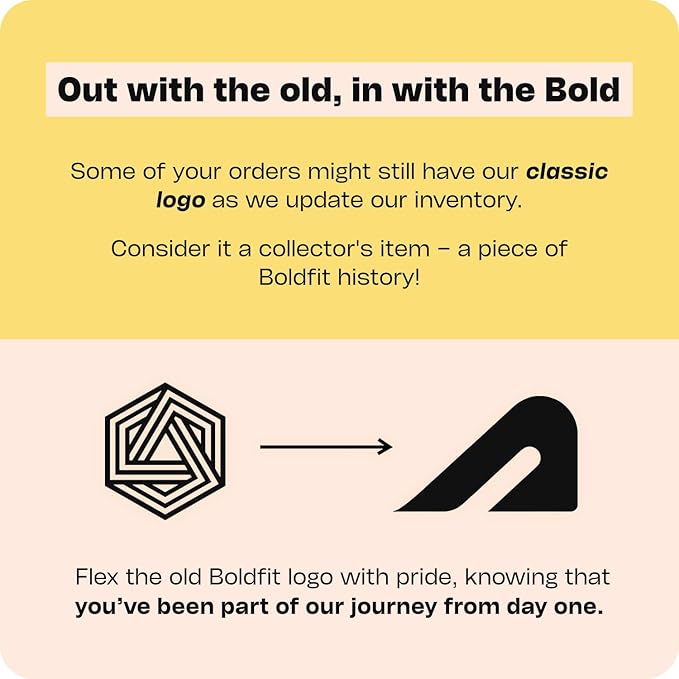 Out with the old, in with the Bold
Some of your orders might still have our classic
logo as we update our inventory.
Consider it a collector's item – a piece of
Boldfit history!
Flex the old Boldfit logo with pride, knowing that
you’ve been part of our journey from day one.